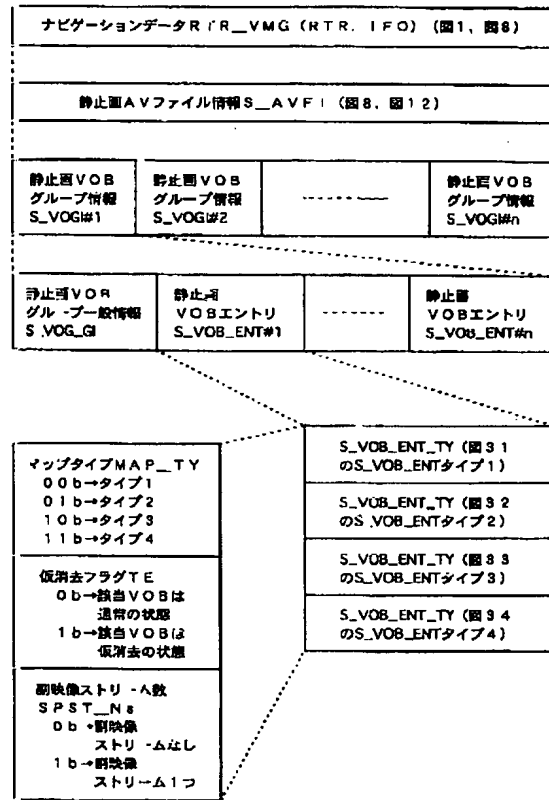 ナビゲーションデータRTR_VMG (RTR. IFO) (図1, 図8)
静止画AVファイル情報S_AVFI (図8, 図12)
静止画VOB
グループ情報
S_VOGI#1
静止画VOB
グループ情報
S_VOGI#2
静止画VOB
グループ情報
S_VOGI#n
静止画VOB
グループ一般情報
S_VOG_GI
静止画
VOBエントリ
S_VOB_ENT#1
静止画
VOBエントリ
S_VOB_ENT#n
マップタイプMAP_TY
00b→タイプ1
01b→タイプ2
10b→タイプ3
11b→タイプ4
仮消去フラグTE
0b→該当VOBは
通常の状態
1b→該当VOBは
仮消去の状態
副映像ストリーム数
SPST_Ns
0b→副映像
ストリームなし
1b→副映像
ストリーム1つ
S_VOB_ENT_TY (図31
のS_VOB_ENTタイプ1)
S_VOB_ENT_TY (図32
のS_VOB_ENTタイプ2)
S_VOB_ENT_TY (図33
のS_VOB_ENTタイプ3)
S_VOB_ENT_TY (図34
のS_VOB_ENTタイプ4)